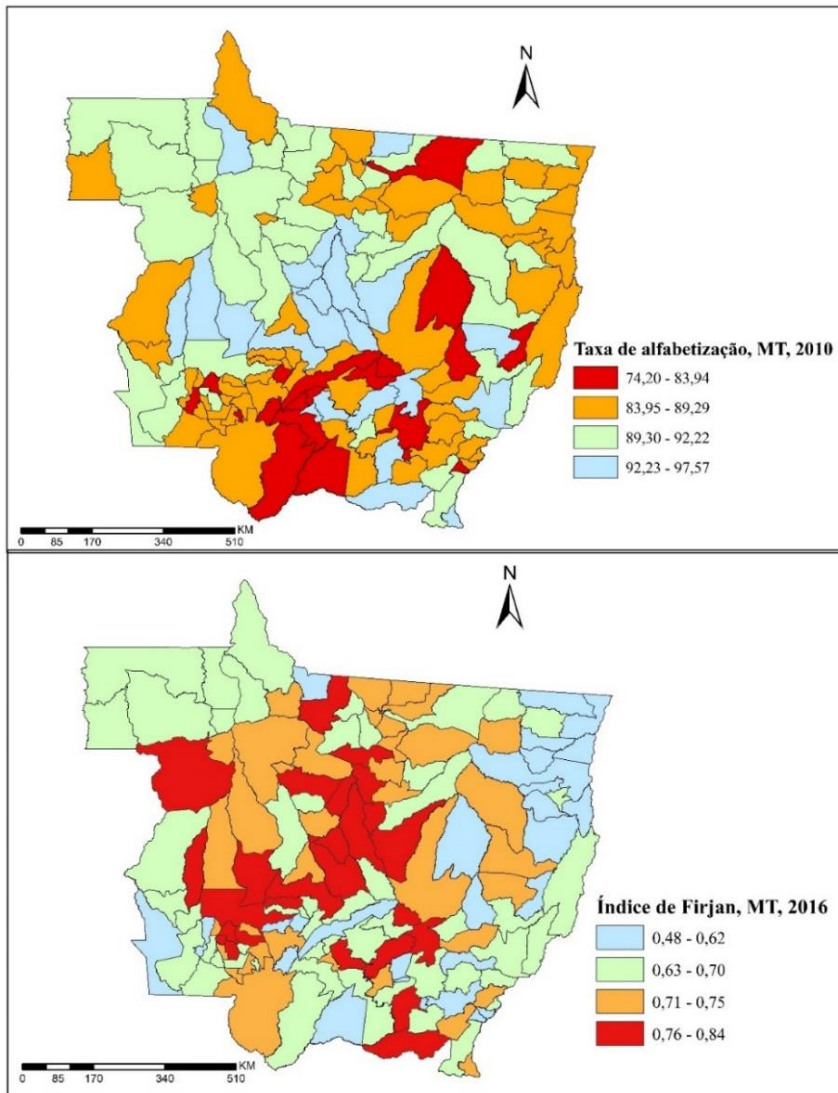 N
Taxa de alfabetização, MT, 2010
74,20 - 83,94
83,95 - 89,29
89,30 - 92,22
92,23 - 97,57
KM
0 85 170 340 510
N
Índice de Firjan, MT, 2016
0,48 - 0,62
0,63 - 0,70
0,71 - 0,75
0,76 - 0,84
KM
0 85 170 340 510